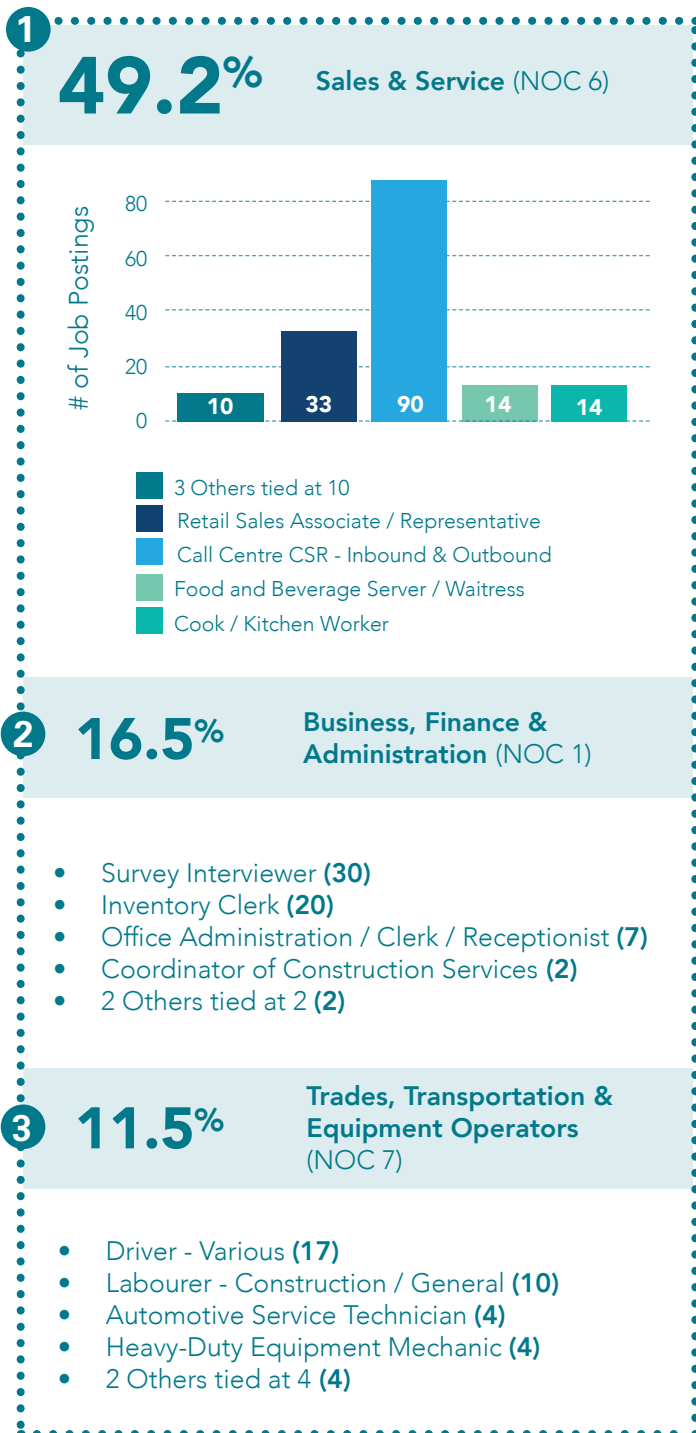 1
49.2% Sales & Service (NOC 6)
# of Job Postings
80
60
40
20
0
10 33 90 14 14
3 Others tied at 10
Retail Sales Associate / Representative
Call Centre CSR - Inbound & Outbound
Food and Beverage Server / Waitress
Cook / Kitchen Worker
2
16.5%
Business, Finance &
Administration (NOC 1)
• Survey Interviewer (30)
• Inventory Clerk (20)
• Office Administration / Clerk / Receptionist (7)
• Coordinator of Construction Services (2)
• 2 Others tied at 2 (2)
3
11.5%
Trades, Transportation &
Equipment Operators
(NOC 7)
• Driver - Various (17)
• Labourer - Construction / General (10)
• Automotive Service Technician (4)
• Heavy-Duty Equipment Mechanic (4)
• 2 Others tied at 4 (4)